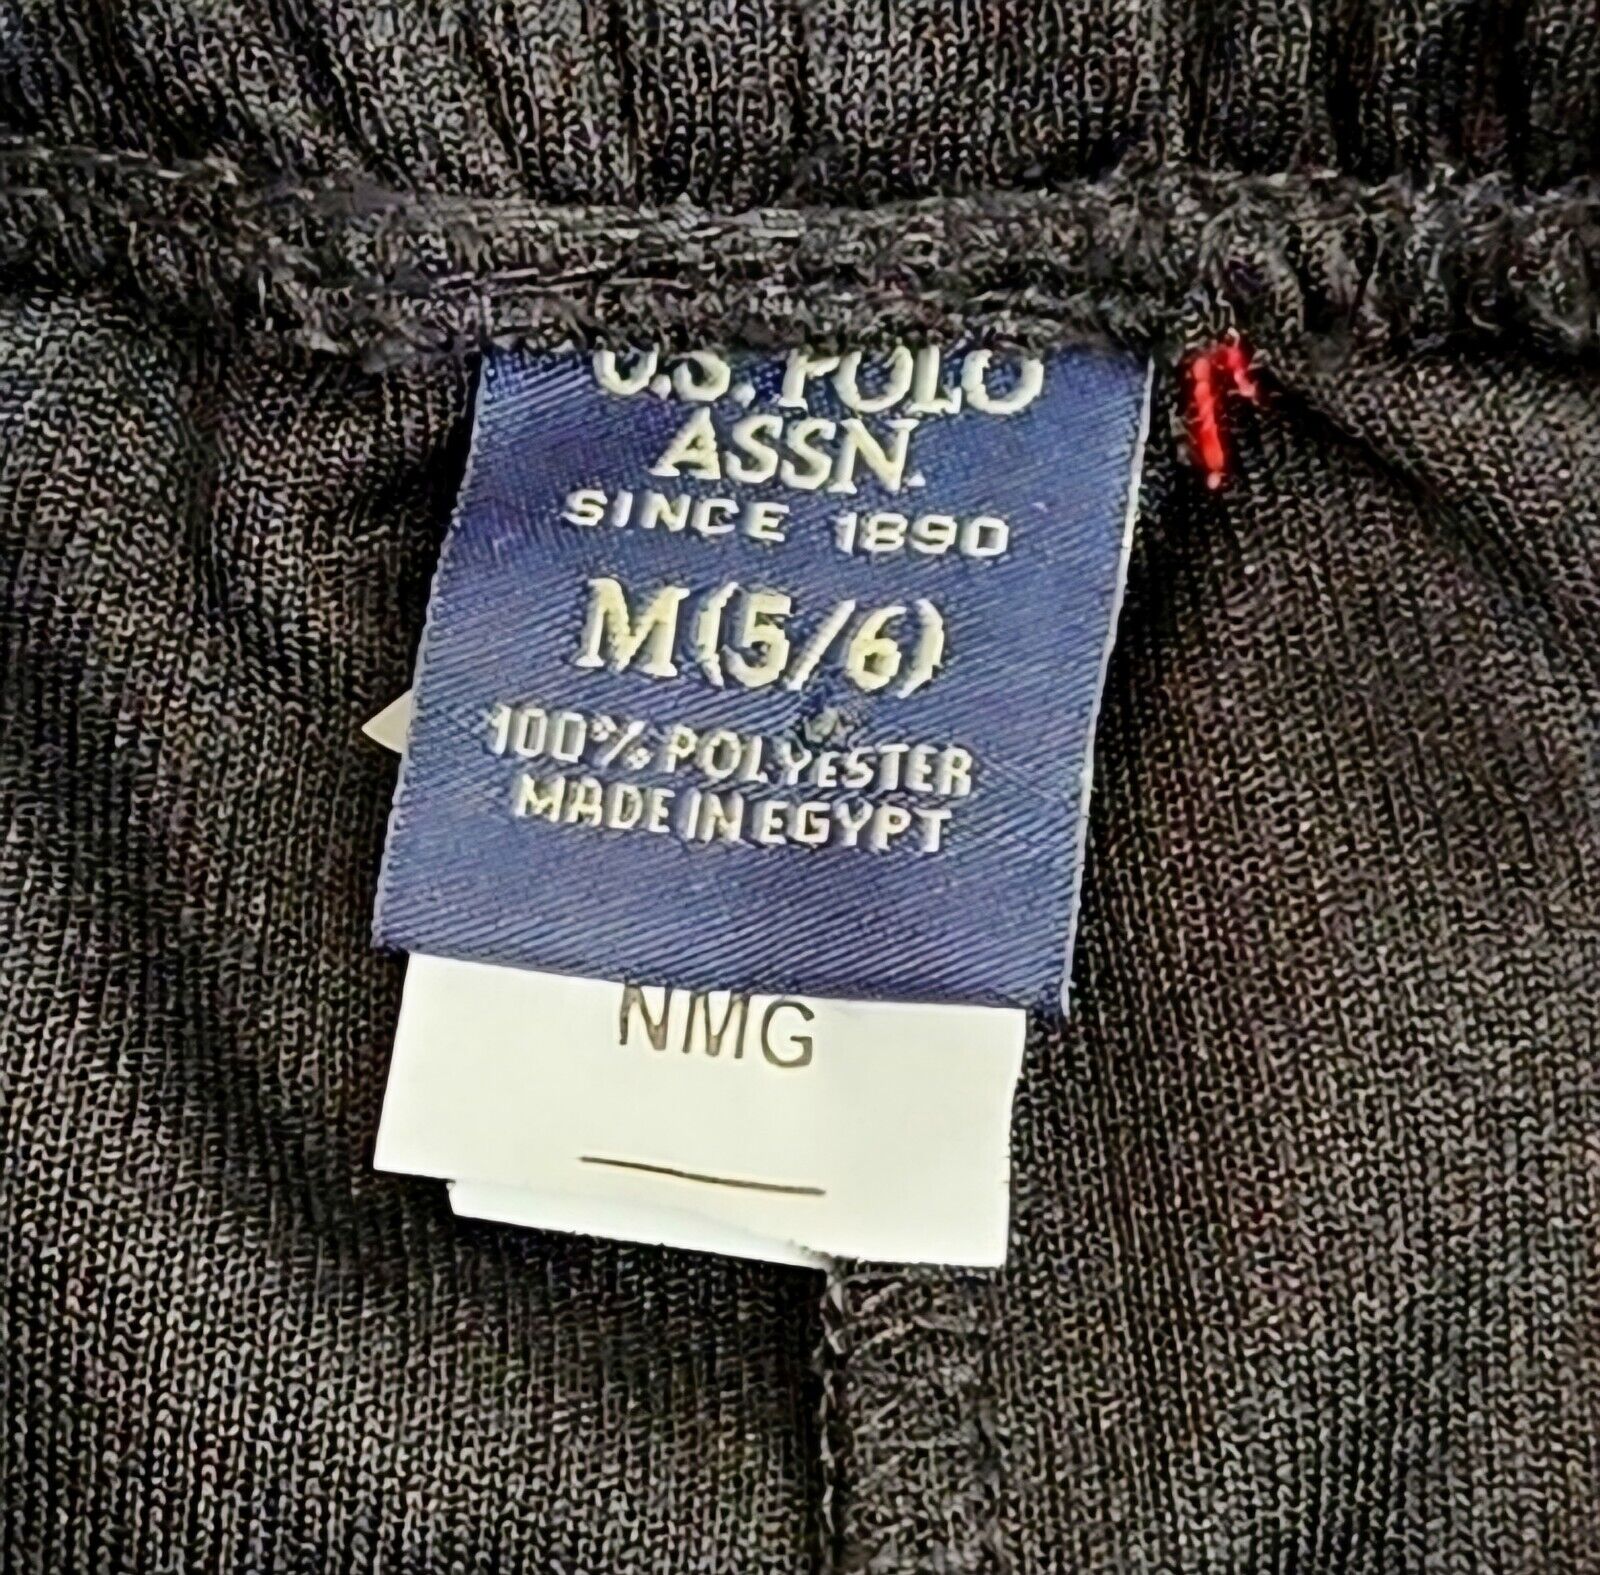 U.S. POLO
ASSN.
SINCE 1890
M(5/6)
100% POLYESTER
MADE IN EGYPT
NMG